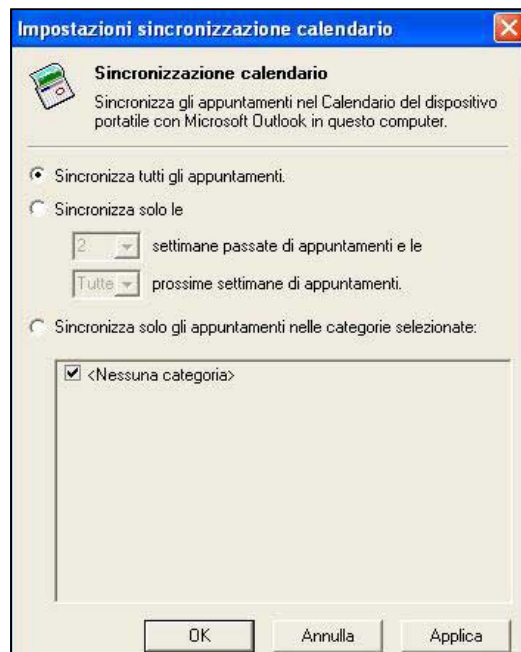 Impostazioni sincronizzazione calendario
Sincronizzazione calendario
Sincronizza gli appuntamenti nel Calendario del dispositivo
portatile con Microsoft Outlook in questo computer.
Sincronizza tutti gli appuntamenti.
Sincronizza solo le
2 settimane passate di appuntamenti e le
Tutte prossime settimane di appuntamenti.
Sincronizza solo gli appuntamenti nelle categorie selezionate:
<Nessuna categoria>
OK Annulla Applica